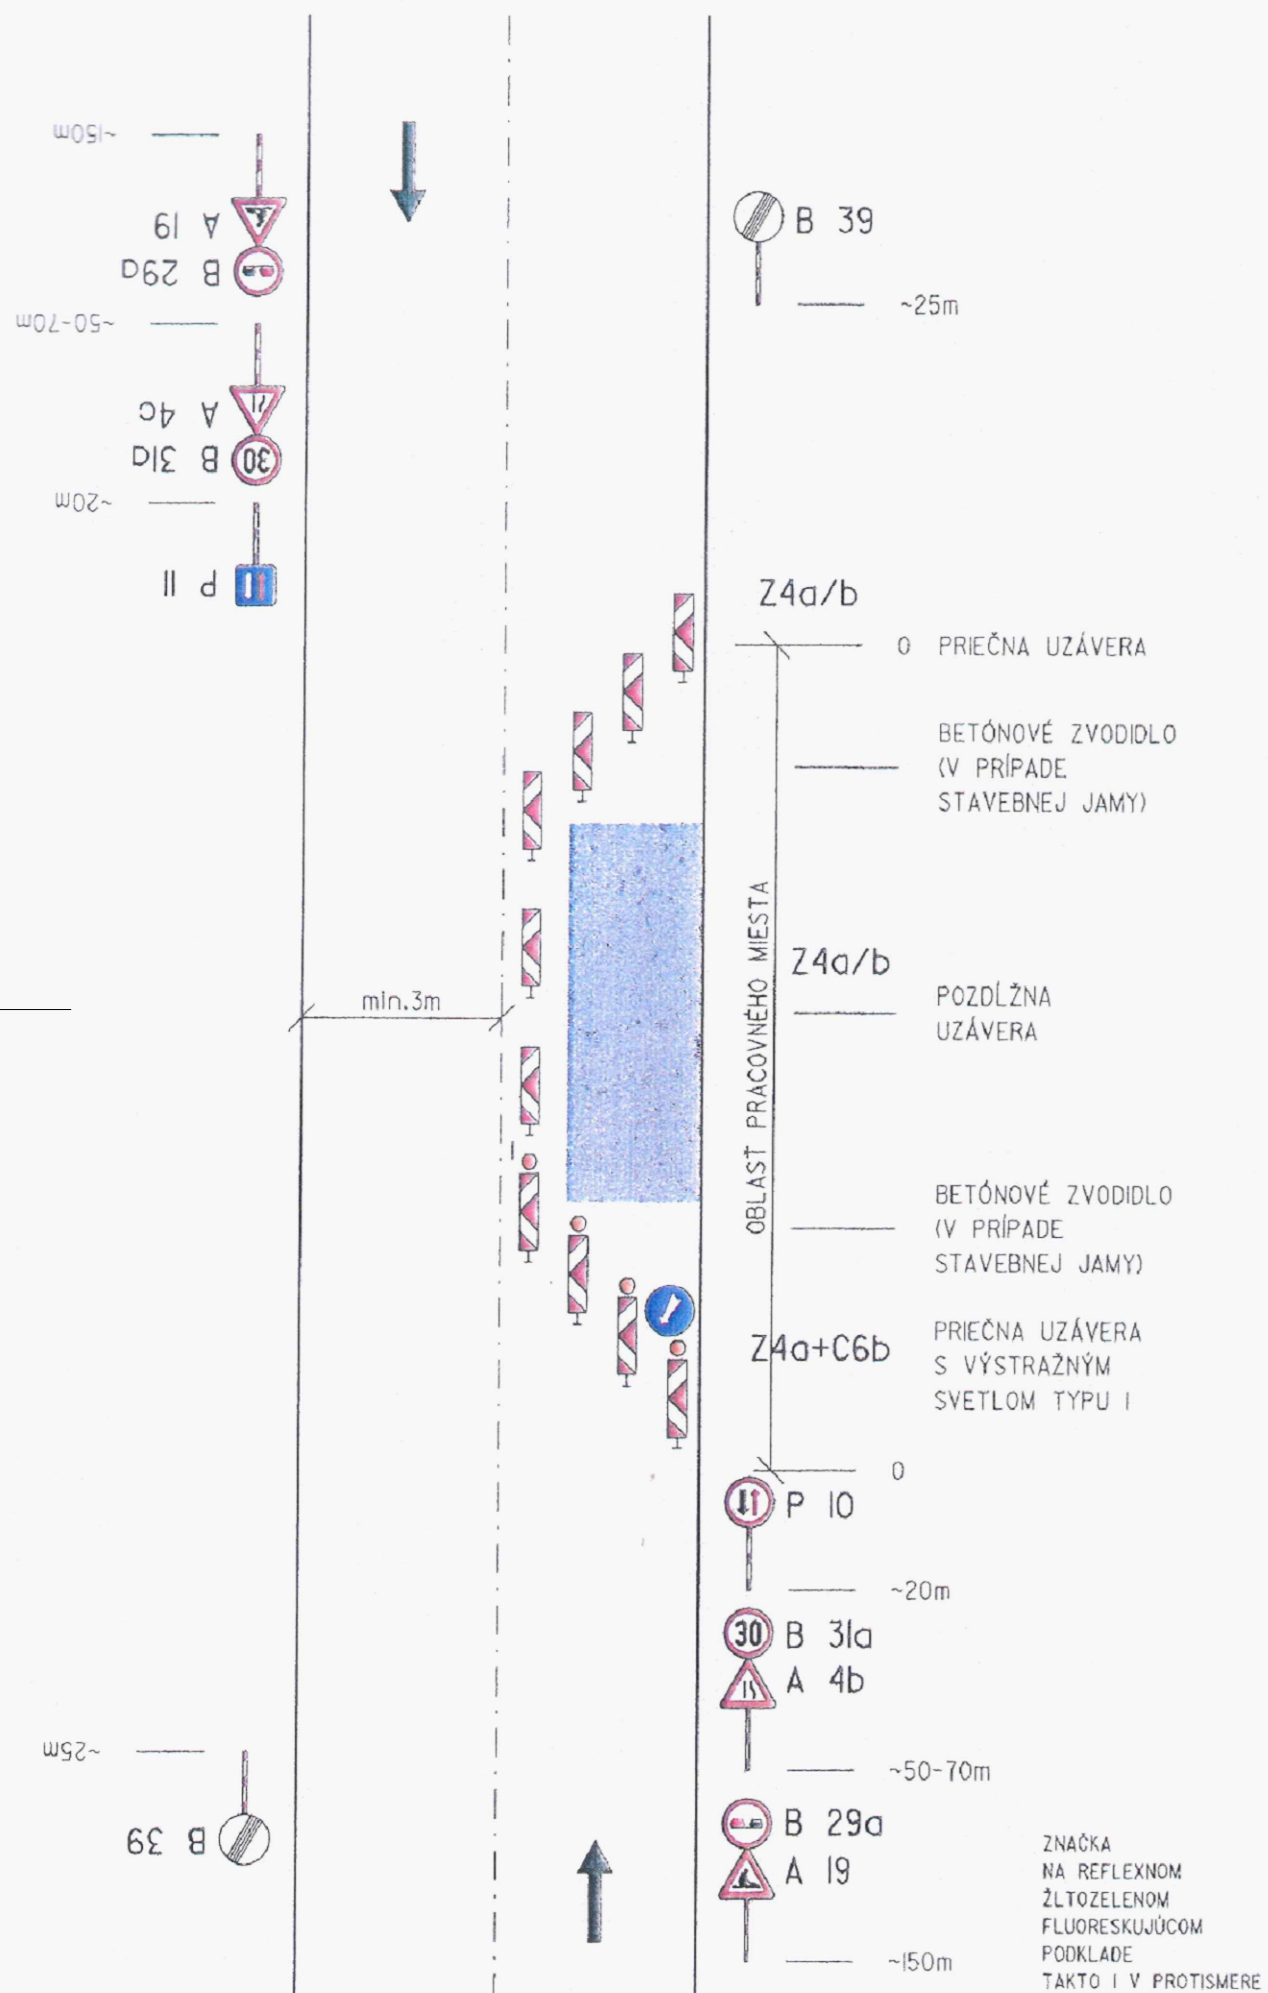 ~150m
A 19
B 29a
~50-70m
A 4c
B 31a
30
~20m
P 11
B 39
~25m
Z4a/b
0 PRIEČNA UZÁVERA
BETÓNOVÉ ZVODIDLO
(V PRÍPADE
STAVEBNEJ JAMY)
OBLASŤ PRACOVNÉHO MIESTA
Z4a/b
min.3m
POZDĹŽNA
UZÁVERA
BETÓNOVÉ ZVODIDLO
(V PRÍPADE
STAVEBNEJ JAMY)
Z4a+C6b
PRIEČNA UZÁVERA
S VÝSTRAŽNÝM
SVETLOM TYPU I
0
P 10
~20m
30 B 31a
A 4b
~50-70m
~25m
B 39
B 29a
A 19
~150m
ZNAČKA
NA REFLEXNOM
ŽLTOZELENOM
FLUORESKUJÚCOM
PODKLADE
TAKTO I V PROTISMERE